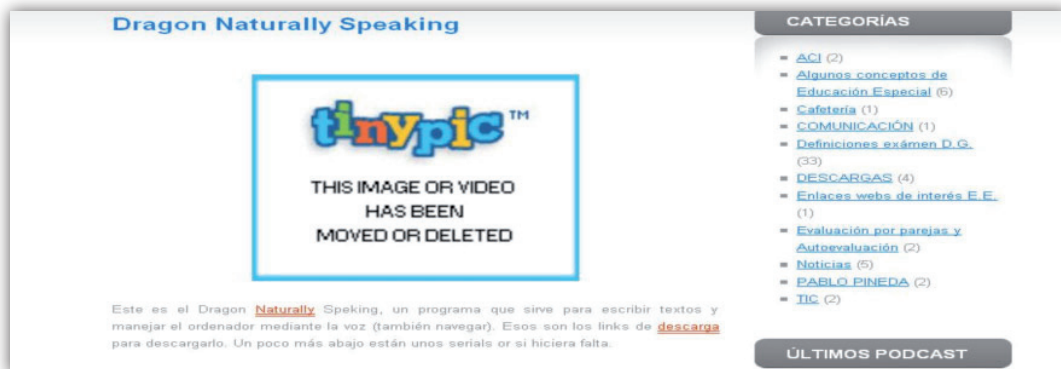 Dragon Naturally Speaking
tinypic™
THIS IMAGE OR VIDEO
HAS BEEN
MOVED OR DELETED
Este es el Dragon Naturally Speking, un programa que sirve para escribir textos y
manejar el ordenador mediante la voz (también navegar). Esos son los links de descarga
para descargarlo. Un poco más abajo están unos serials or si hiciera falta.
CATEGORÍAS
ACI (2)
Algunos conceptos de
Educación Especial (6)
Cafetería (1)
COMUNICACIÓN (1)
Definiciones exámen D.G.
(33)
DESCARGAS (4)
Enlaces webs de interés E.E.
(1)
Evaluación por parejas y
Autoevaluación (2)
Noticias (5)
PABLO PINEDA (2)
TIC (2)
ÚLTIMOS PODCAST